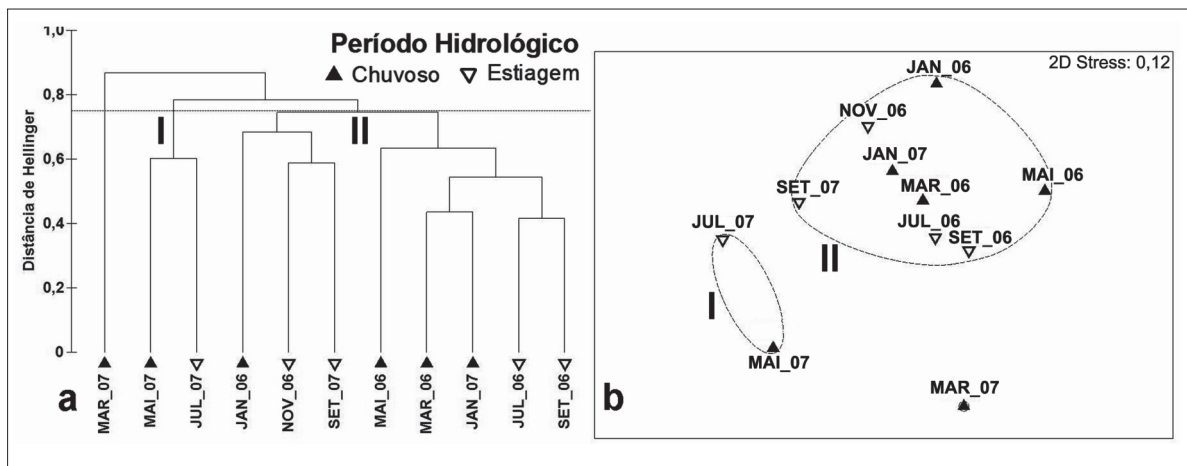 1,0
0,8
0,6
0,4
0,2
0
Distância de Hellinger
Período Hidrológico
▲ Chuvoso ▽ Estiagem
I
II
MAR_07
MAI_07
JUL_07
JAN_06
NOV_06
SET_07
MAI_06
MAR_06
JAN_07
JUL_06
SET_06
a
2D Stress: 0,12
JAN_06
NOV_06
JAN_07
MAI_06
MAR_06
SET_07
JUL_06
JUL_07
SET_06
II
I
MAI_07
MAR_07
b